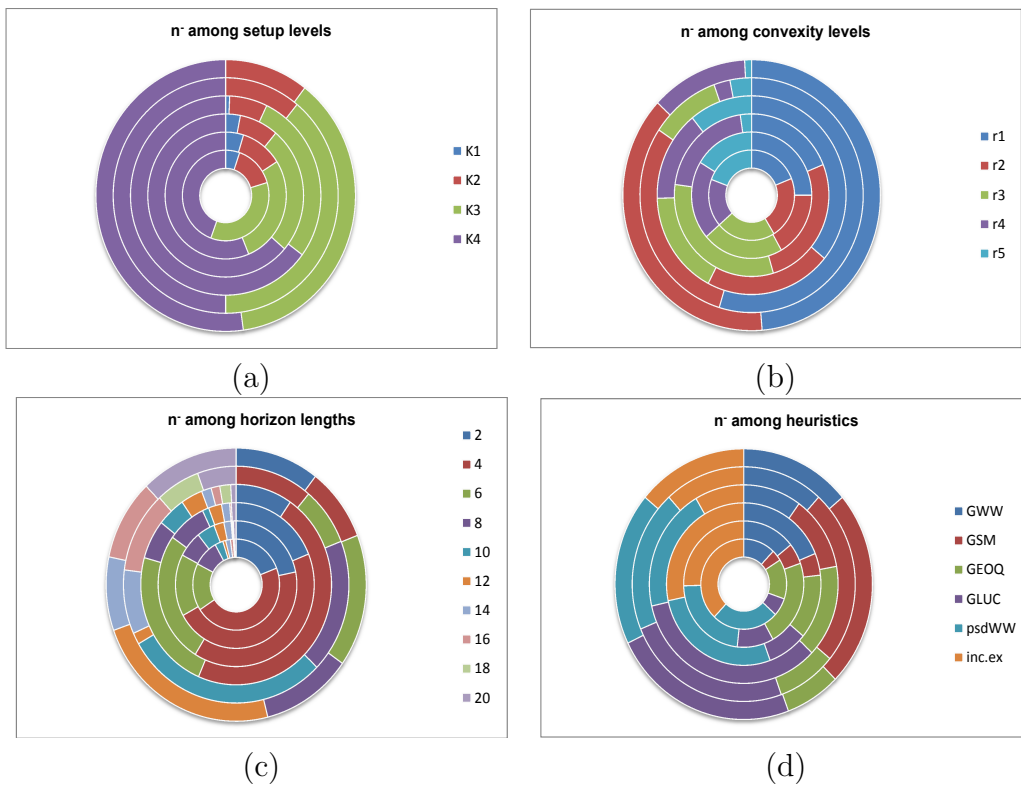 n- among setup levels
K1
K2
K3
K4
(a)
n- among convexity levels
r1
r2
r3
r4
r5
(b)
n- among horizon lengths
2
4
6
8
10
12
14
16
18
20
(c)
n- among heuristics
GWW
GSM
GEOQ
GLUC
psdWW
inc.ex
(d)